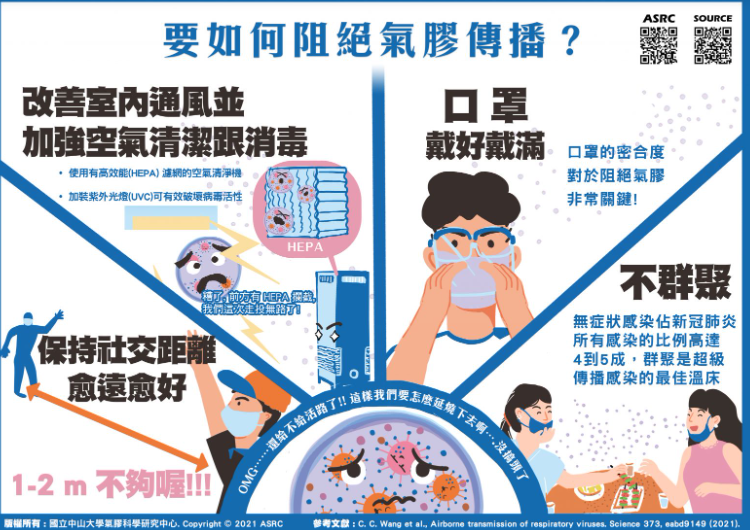 要如何阻絕氣膠傳播？
ASRC SOURCE
改善室內通風並
加強空氣清潔跟消毒
• 使用有高效能(HEPA) 濾網的空氣清淨機
• 加裝紫外光燈(UVC)可有效破壞病毒活性
HEPA
糟了, 前方有 HEPA 攔截,
我們這次走投無路了!
口罩
戴好戴滿
口罩的密合度
對於阻絕氣膠
非常關鍵!
不群聚
無症狀感染佔新冠肺炎
所有感染的比例高達
4到5成，群聚是超級
傳播感染的最佳溫床
保持社交距離
愈遠愈好
1-2 m 不夠喔!!!
OMG……還給不給活路了!! 這樣我們要怎麼延燒下去啊…沒搞頭了
版權所有：國立中山大學氣膠科學研究中心. Copyright © 2021 ASRC
參考文獻：C. C. Wang et al., Airborne transmission of respiratory viruses. Science 373, eabd9149 (2021)